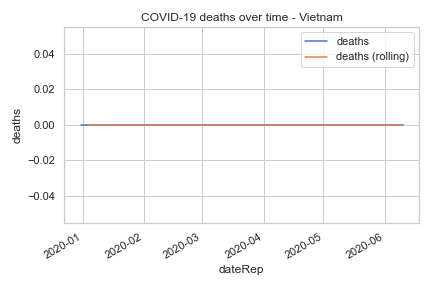 COVID-19 deaths over time - Vietnam
deaths
deaths (rolling)
0.04
0.02
0.00
−0.02
−0.04
deaths
2020-01
2020-02
2020-03
2020-04
2020-05
2020-06
dateRep